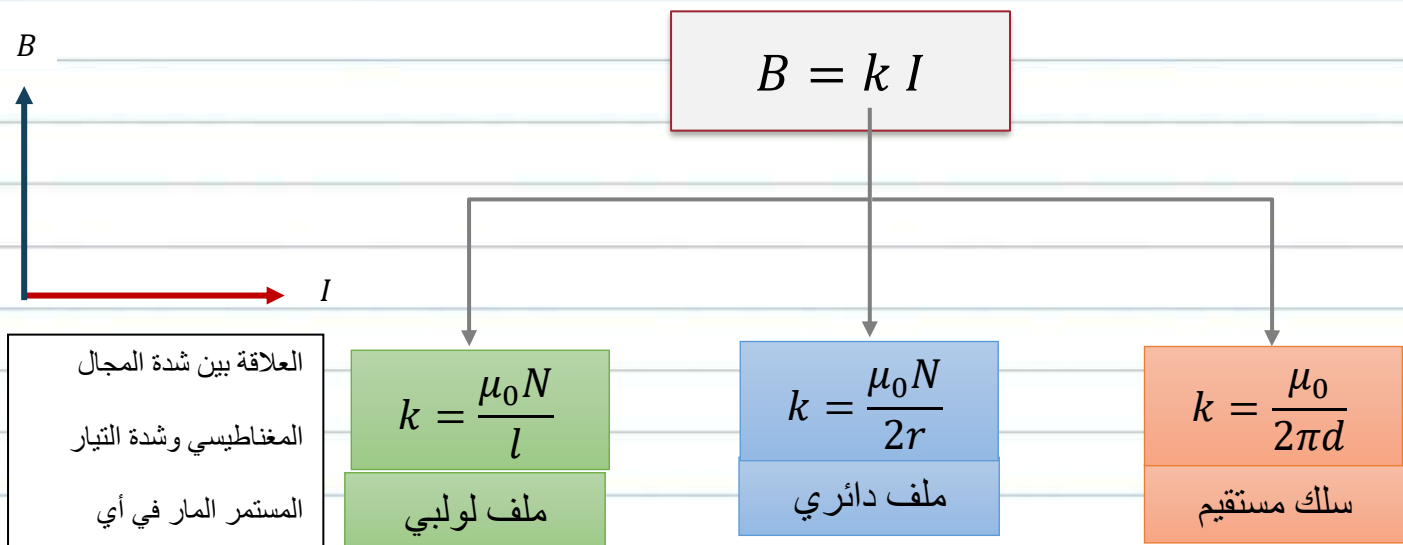 B
B = k I
I
k = μ₀N / l
k = μ₀N / 2r
k = μ₀ / 2πd
ملف لولبي
ملف دائري
سلك مستقيم
العلاقة بين شدة المجال
المغناطيسي وشدة التيار
المستمر المار في أي